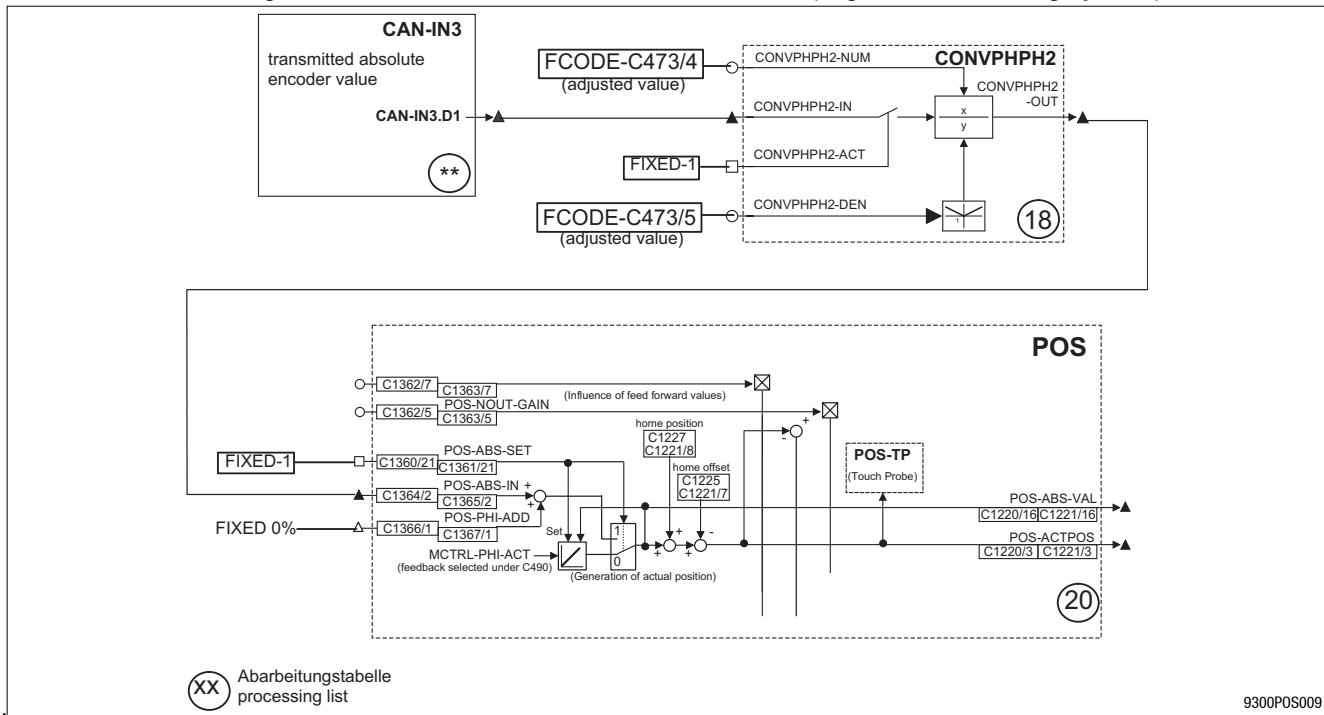 CAN-IN3
transmitted absolute
encoder value
CAN-IN3.D1
**
FCODE-C473/4
(adjusted value)
FIXED-1
FCODE-C473/5
(adjusted value)
CONVPHPH2-NUM
CONVPHPH2
CONVPHPH2
-OUT
CONVPHPH2-IN
x
y
CONVPHPH2-ACT
CONVPHPH2-DEN
1
18
POS
C1362/7
C1363/7
(Influence of feed forward values)
C1362/5
POS-NOUT-GAIN
C1363/5
home position
C1227
C1221/8
FIXED-1
C1360/21
POS-ABS-SET
C1361/21
home offset
C1225
C1221/7
POS-TP
(Touch Probe)
C1364/2
POS-ABS-IN
C1365/2
FIXED 0%
C1366/1
POS-PHI-ADD
C1367/1
Set
1
0
MCTRL-PHI-ACT
(feedback selected under C490)
(Generation of actual position)
+
+
+
+
+
-
+
-
POS-ABS-VAL
C1220/16 C1221/16
POS-ACTPOS
C1220/3 C1221/3
20
XX
Abarbeitungstabelle
processing list
9300POS009